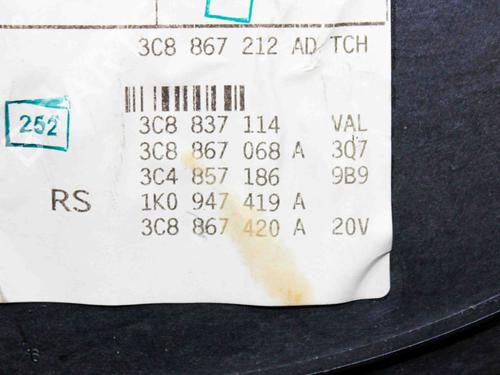 3C8 867 212 AD TCH
252
3C8 837 114 VAL
3C8 867 068 A 3Q7
3C4 857 186 9B9
RS 1K0 947 419 A
3C8 867 420 A 20V